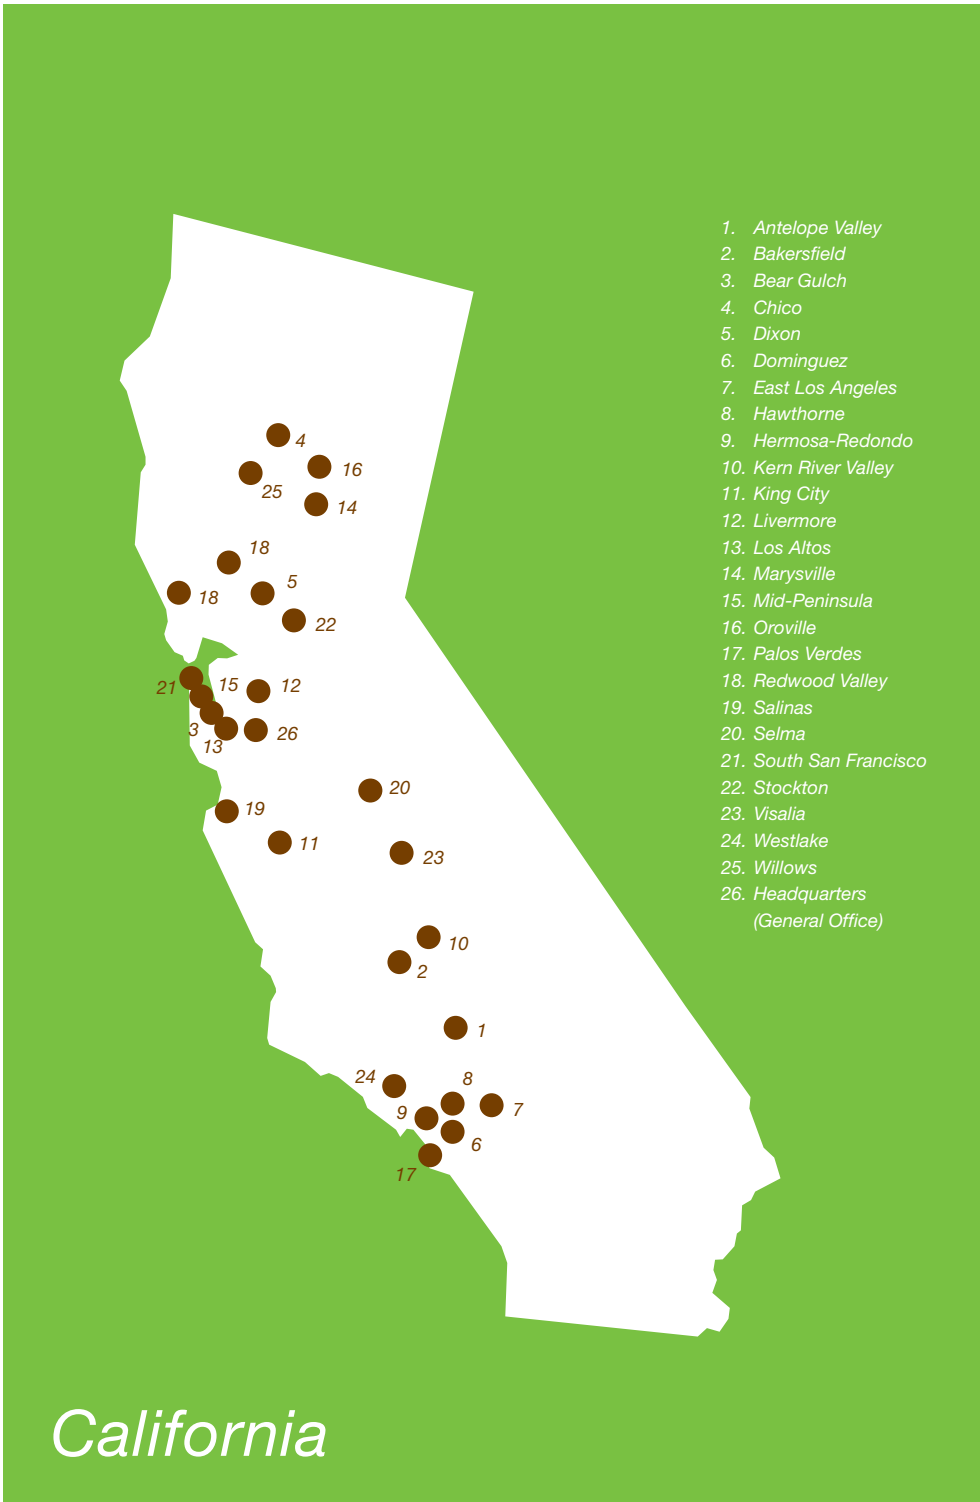 1. Antelope Valley
2. Bakersfield
3. Bear Gulch
4. Chico
5. Dixon
6. Dominguez
7. East Los Angeles
8. Hawthorne
9. Hermosa-Redondo
10. Kern River Valley
11. King City
12. Livermore
13. Los Altos
14. Marysville
15. Mid-Peninsula
16. Oroville
17. Palos Verdes
18. Redwood Valley
19. Salinas
20. Selma
21. South San Francisco
22. Stockton
23. Visalia
24. Westlake
25. Willows
26. Headquarters
(General Office)
4
16
25
14
18
5
18
22
21
15
12
3
26
13
20
19
11
23
10
2
1
24
8
9
7
6
17
California